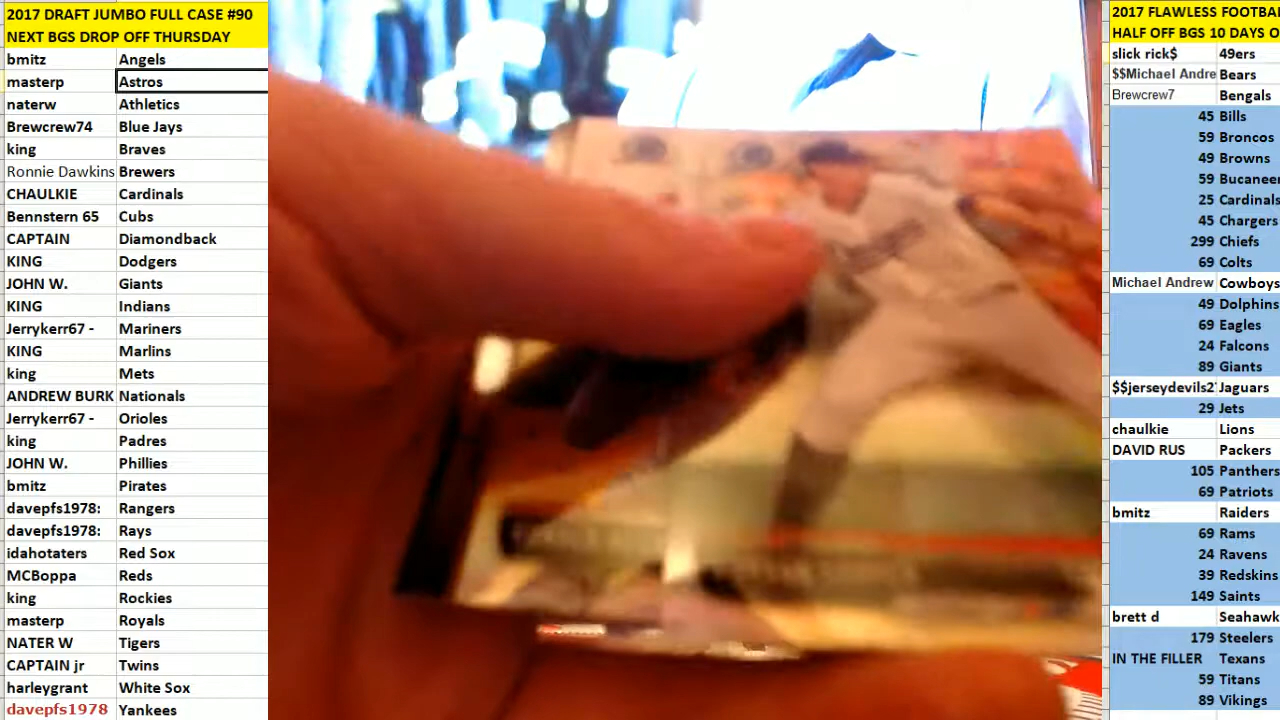 2017 DRAFT JUMBO FULL CASE #90
NEXT BGS DROP OFF THURSDAY
bmitz Angels
masterp Astros
naterw Athletics
Brewcrew74 Blue Jays
king Braves
Ronnie Dawkins Brewers
CHAULKIE Cardinals
Bennstern 65 Cubs
CAPTAIN Diamondback
KING Dodgers
JOHN W. Giants
KING Indians
Jerrykerr67 - Mariners
KING Marlins
king Mets
ANDREW BURK Nationals
Jerrykerr67 - Orioles
king Padres
JOHN W. Phillies
bmitz Pirates
davepfs1978: Rangers
davepfs1978: Rays
idahotaters Red Sox
MCBoppa Reds
king Rockies
masterp Royals
NATER W Tigers
CAPTAIN jr Twins
harleygrant White Sox
davepfs1978 Yankees
2017 FLAWLESS FOOTBA
HALF OFF BGS 10 DAYS O
slick rick$ 49ers
$$Michael Andre Bears
Brewcrew7 Bengals
45 Bills
59 Broncos
49 Browns
59 Bucaneer
25 Cardinals
45 Chargers
299 Chiefs
69 Colts
Michael Andrew Cowboys
49 Dolphins
69 Eagles
24 Falcons
89 Giants
$$jerseydevils2 Jaguars
29 Jets
chaulkie Lions
DAVID RUS Packers
105 Panthers
69 Patriots
bmitz Raiders
69 Rams
24 Ravens
39 Redskins
149 Saints
brett d Seahawk
179 Steelers
IN THE FILLER Texans
59 Titans
89 Vikings